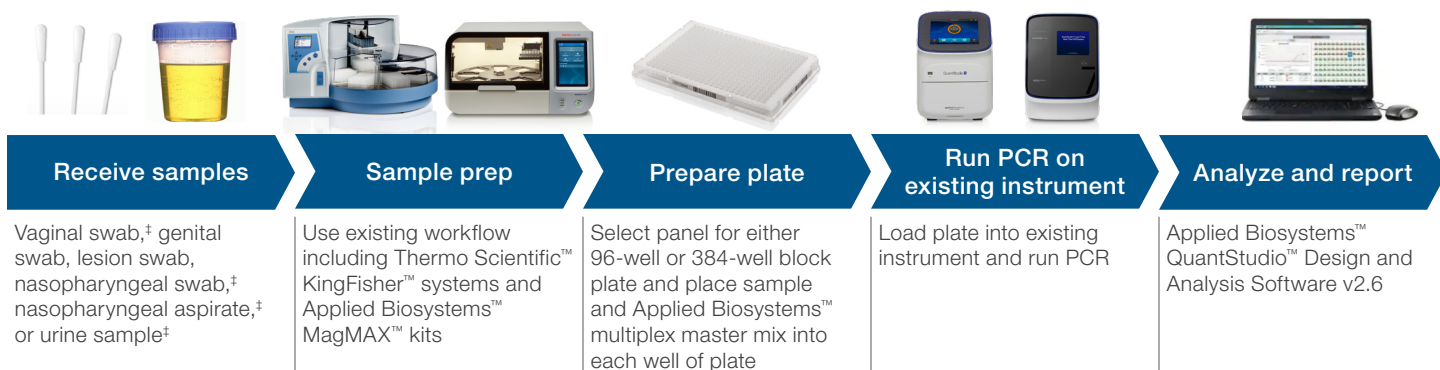 Receive samples
Sample prep
Prepare plate
Run PCR on
existing instrument
Analyze and report
Vaginal swab,‡ genital
swab, lesion swab,
nasopharyngeal swab,‡
nasopharyngeal aspirate,‡
or urine sample‡
Use existing workflow
including Thermo Scientific™
KingFisher™ systems and
Applied Biosystems™
MagMAX™ kits
Select panel for either
96-well or 384-well block
plate and place sample
and Applied Biosystems™
multiplex master mix into
each well of plate
Load plate into existing
instrument and run PCR
Applied Biosystems™
QuantStudio™ Design and
Analysis Software v2.6